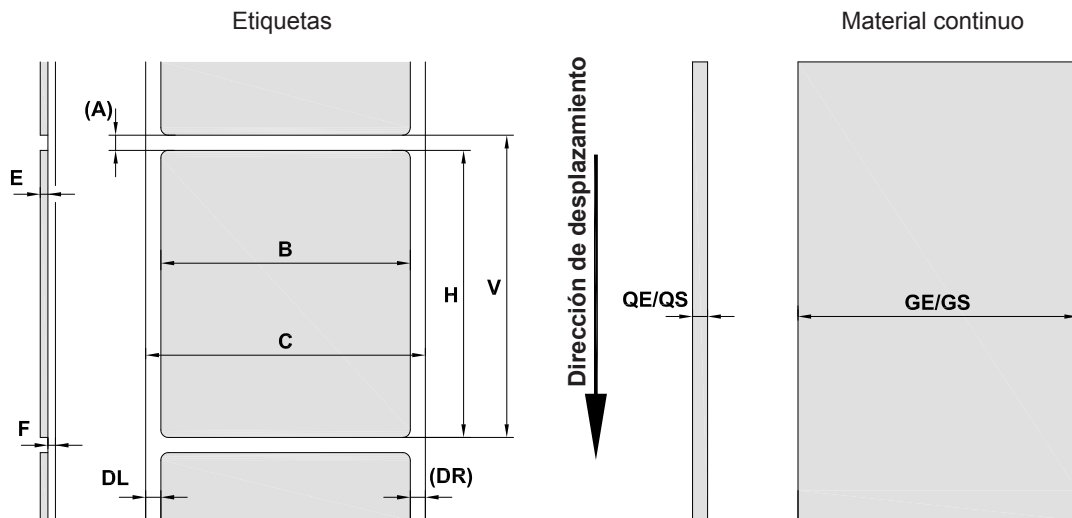 Etiquetas
Material continuo
(A)
E
B
H
V
C
F
DL
(DR)
Dirección de desplazamiento
QE/QS
GE/GS